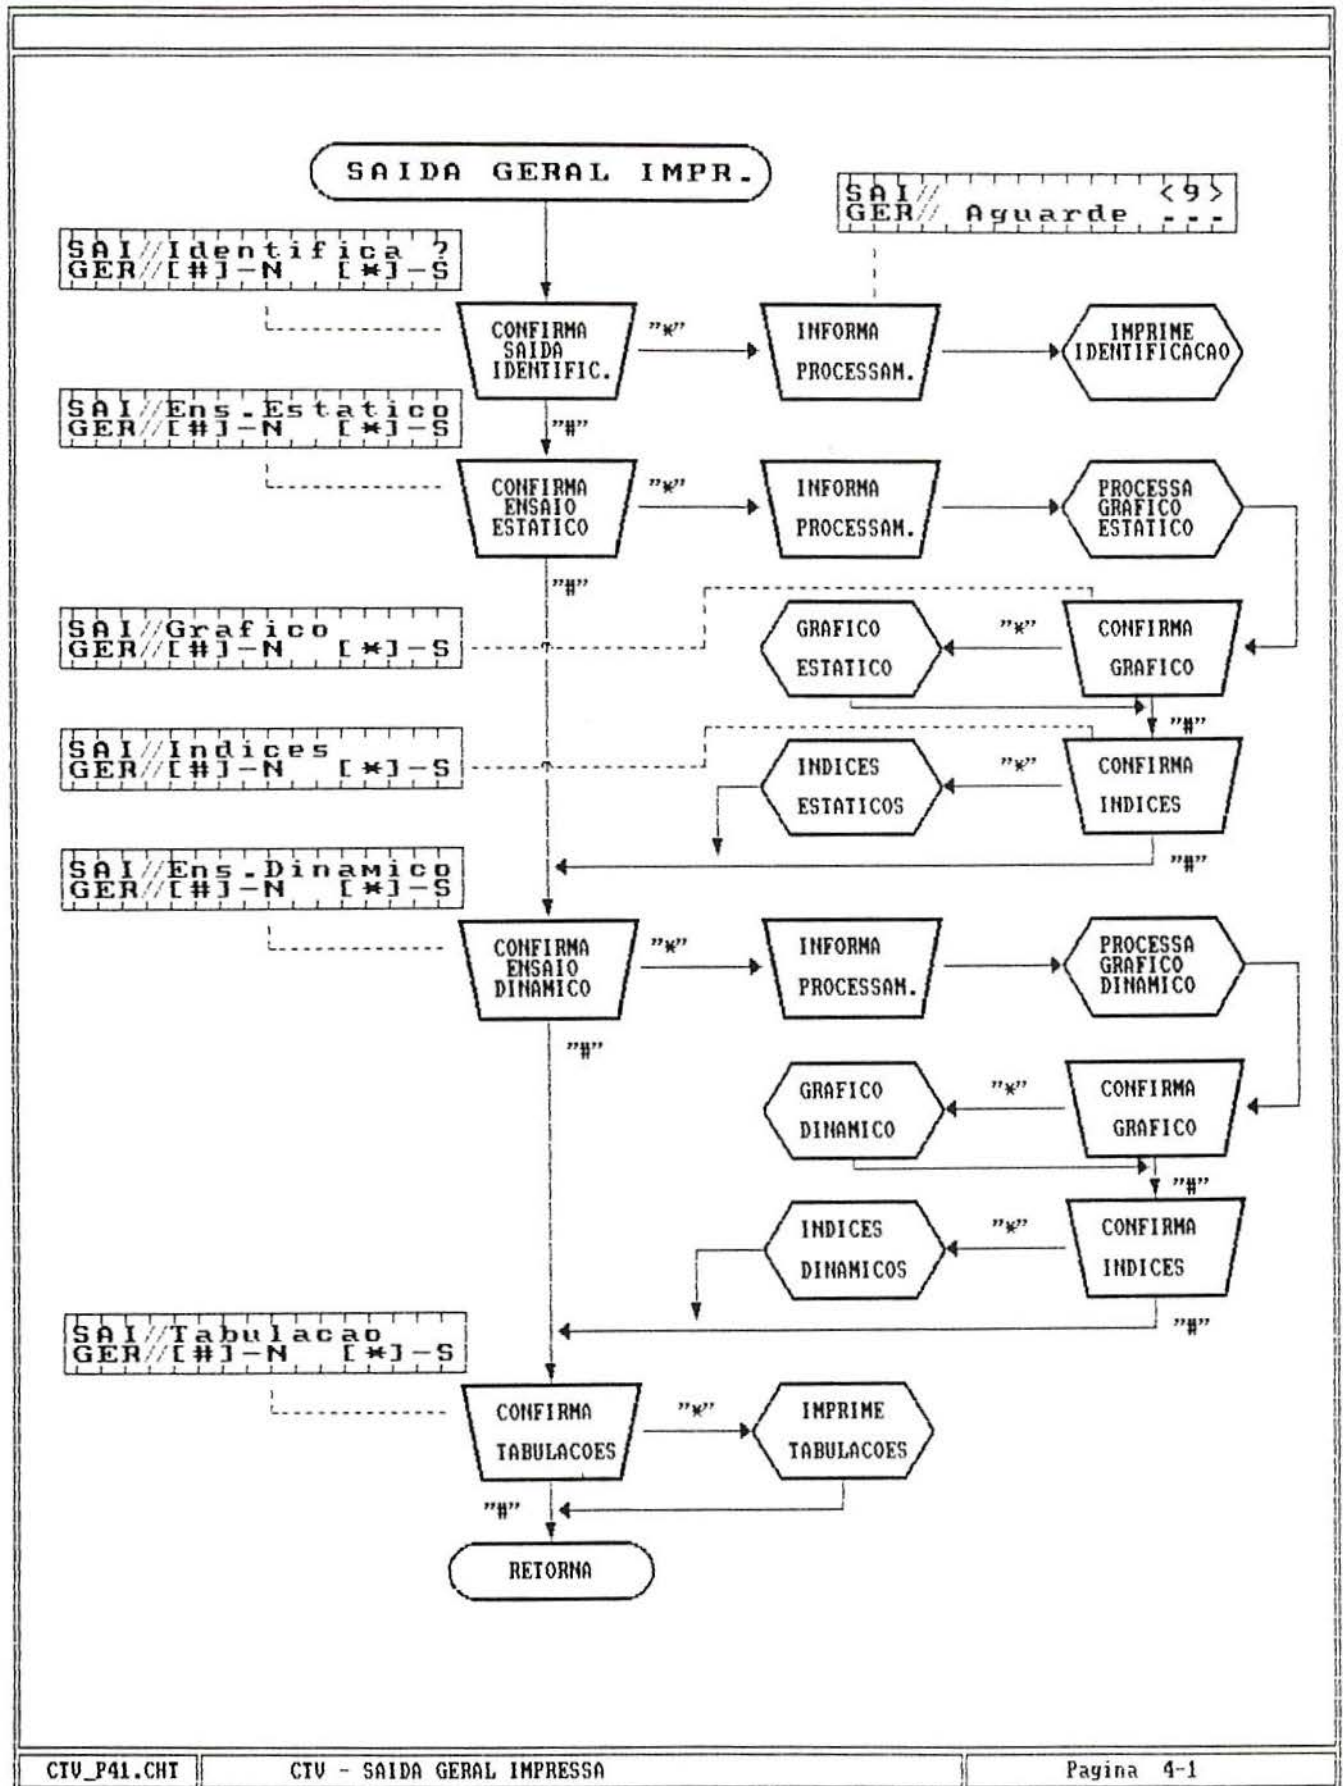 SAIDA GERAL IMPR.
SAI// <9>
GER// Aguarde ...
SAI//Identifica ?
GER//[#]-N [*]-S
CONFIRMA
SAIDA
IDENTIFIC.
"*"
INFORMA
PROCESSAM.
IMPRIME
IDENTIFICACAO
SAI//Ens.Estatico
GER//[#]-N [*]-S
"#"
CONFIRMA
ENSAIO
ESTATICO
"*"
INFORMA
PROCESSAM.
PROCESSA
GRAFICO
ESTATICO
"#"
SAI//Grafico
GER//[#]-N [*]-S
GRAFICO
ESTATICO
"*"
CONFIRMA
GRAFICO
"#"
SAI//Indices
GER//[#]-N [*]-S
INDICES
ESTATICOS
"*"
CONFIRMA
INDICES
"#"
SAI//Ens.Dinamico
GER//[#]-N [*]-S
CONFIRMA
ENSAIO
DINAMICO
"*"
INFORMA
PROCESSAM.
PROCESSA
GRAFICO
DINAMICO
"#"
GRAFICO
DINAMICO
"*"
CONFIRMA
GRAFICO
"#"
INDICES
DINAMICOS
"*"
CONFIRMA
INDICES
"#"
SAI//Tabulacao
GER//[#]-N [*]-S
CONFIRMA
TABULACOES
"*"
IMPRIME
TABULACOES
"#"
RETORNA
CTV_P41.CHT
CTV - SAIDA GERAL IMPRESSA
Pagina 4-1